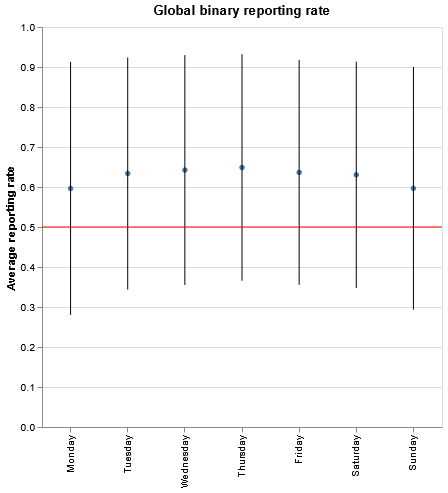 Global binary reporting rate
Average reporting rate
1.0
0.9
0.8
0.7
0.6
0.5
0.4
0.3
0.2
0.1
0.0
Monday
Tuesday
Wednesday
Thursday
Friday
Saturday
Sunday